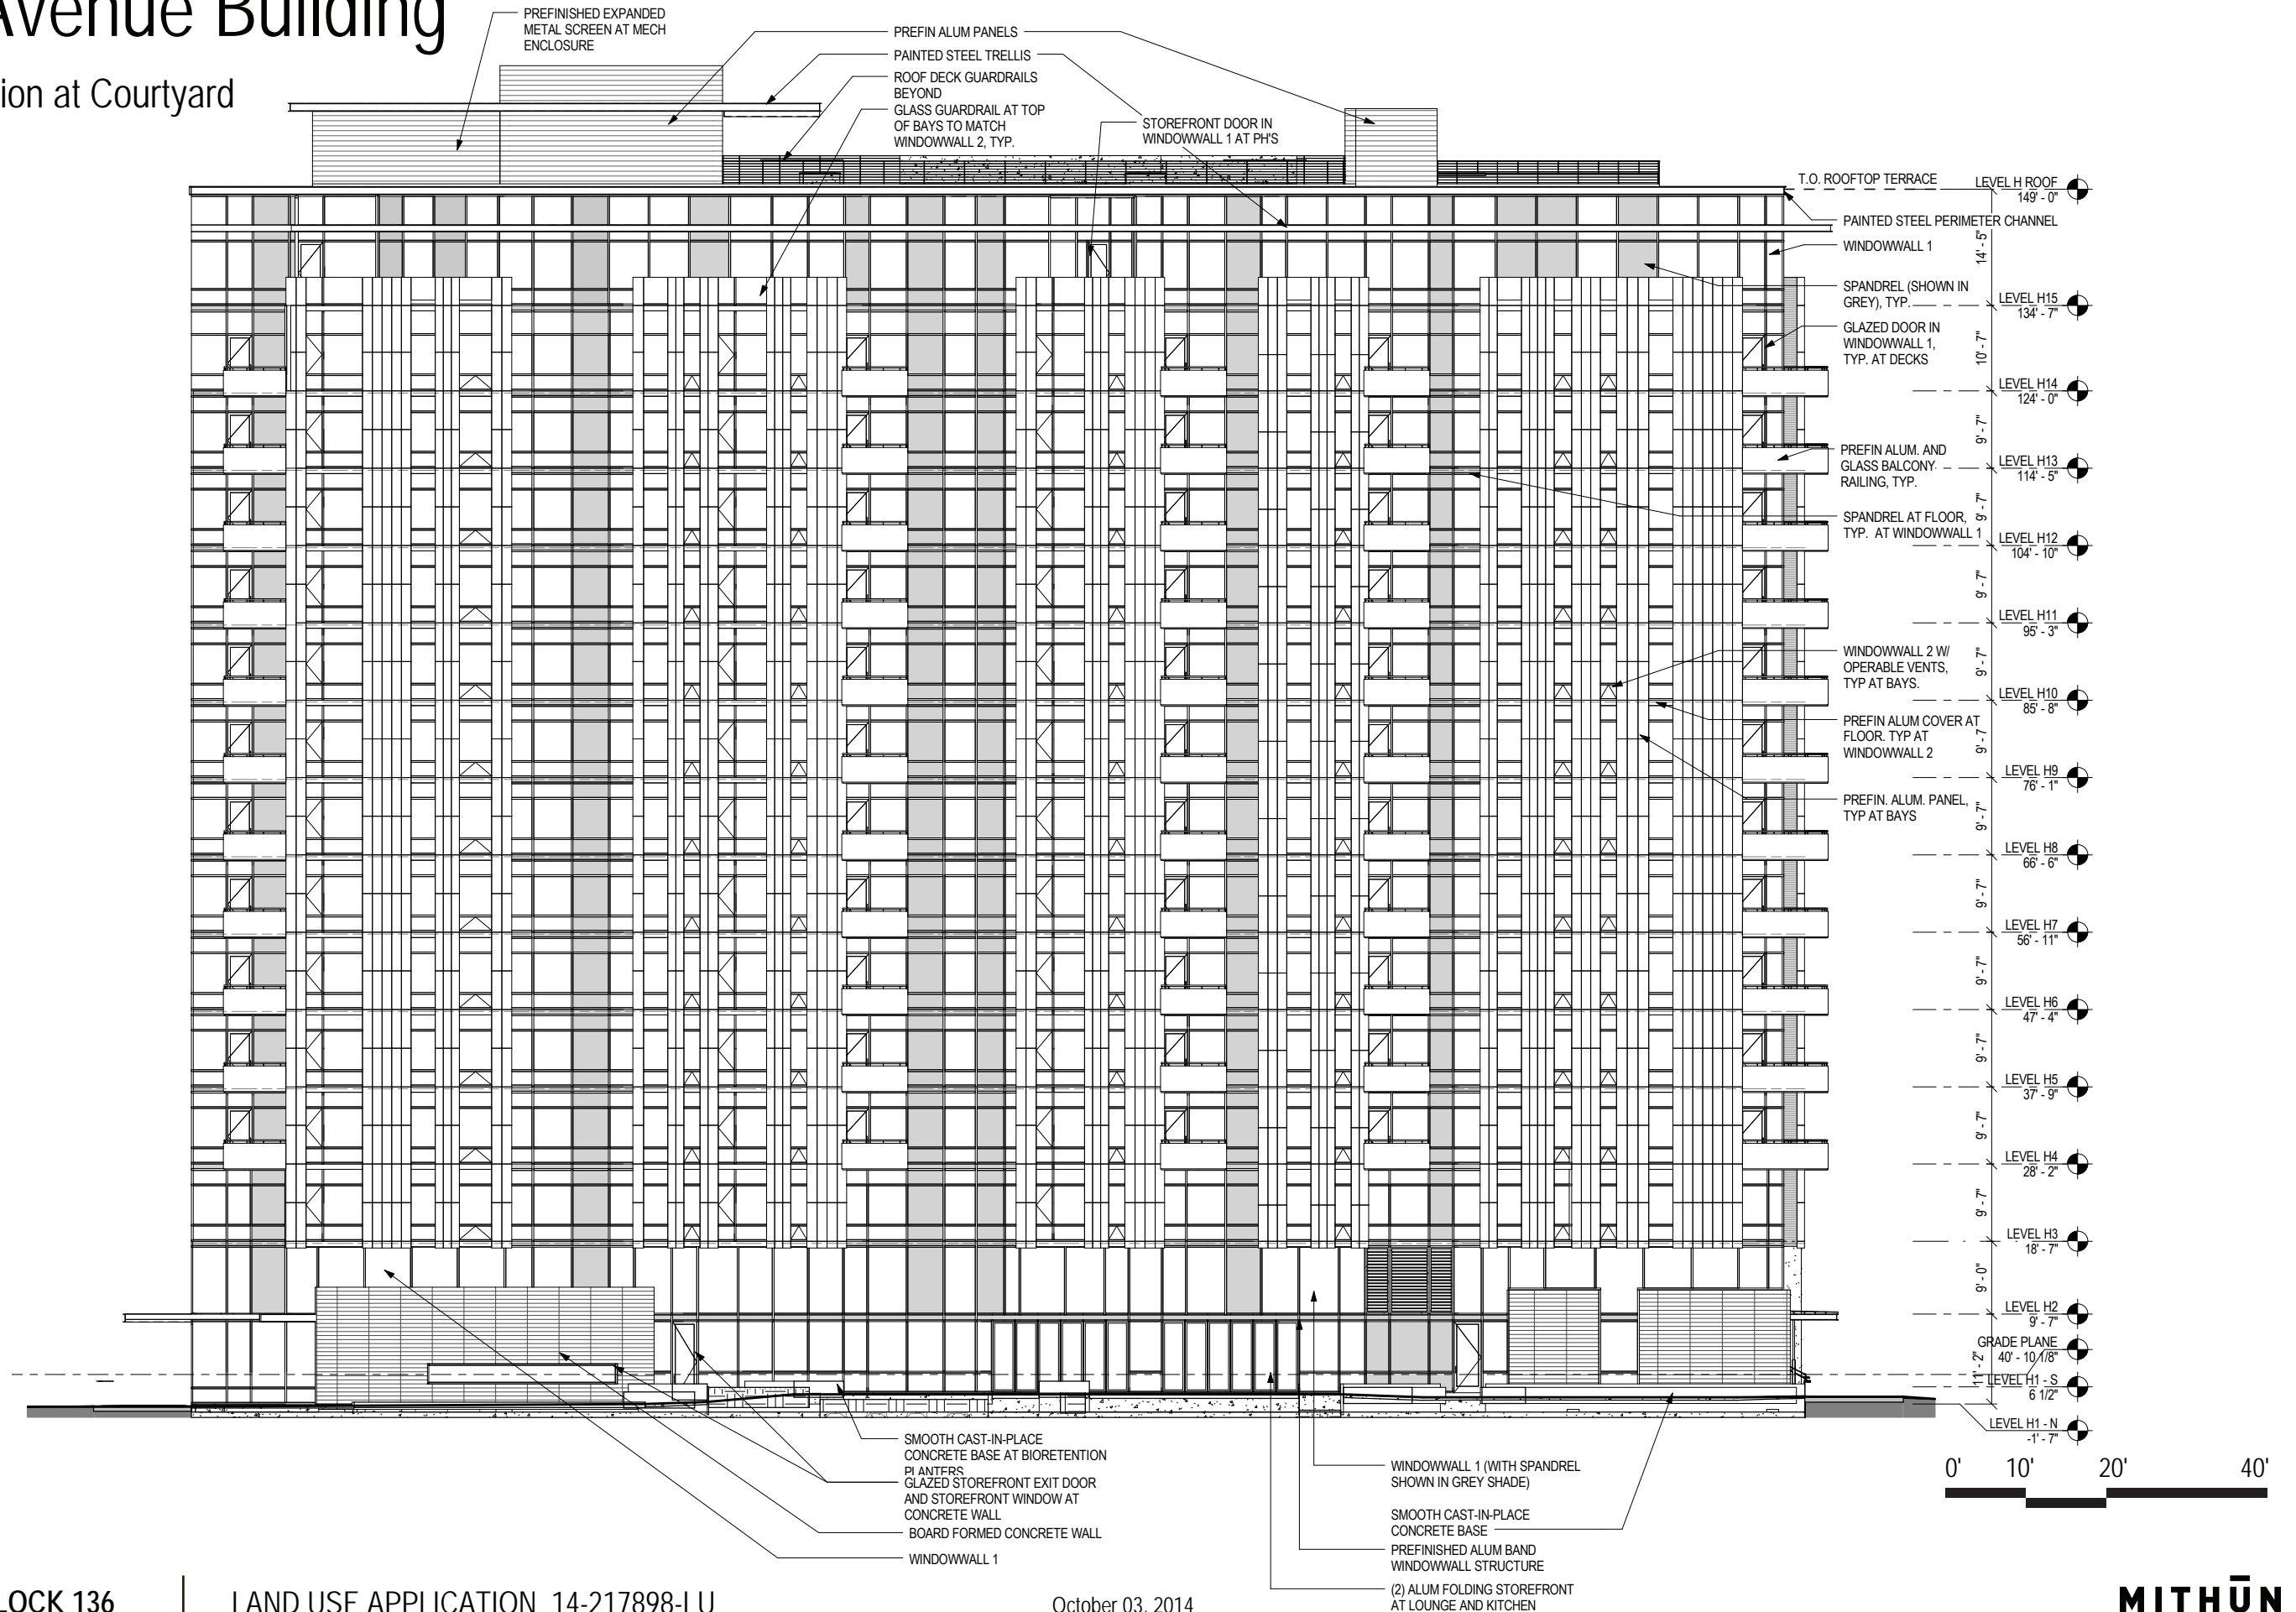 Avenue Building
tion at Courtyard
PREFINISHED EXPANDED
METAL SCREEN AT MECH
ENCLOSURE
PREFIN ALUM PANELS
PAINTED STEEL TRELLIS
ROOF DECK GUARDRAILS
BEYOND
GLASS GUARDRAIL AT TOP
OF BAYS TO MATCH
WINDOWWALL 2, TYP.
STOREFRONT DOOR IN
WINDOWWALL 1 AT PH'S
T.O. ROOFTOP TERRACE
LEVEL H ROOF
149' - 0"
PAINTED STEEL PERIMETER CHANNEL
14' - 5"
WINDOWWALL 1
SPANDREL (SHOWN IN
GREY), TYP.
LEVEL H15
134' - 7"
GLAZED DOOR IN
WINDOWWALL 1,
TYP. AT DECKS
10' - 7"
LEVEL H14
124' - 0"
9' - 7"
PREFIN ALUM. AND
GLASS BALCONY
RAILING, TYP.
LEVEL H13
114' - 5"
9' - 7"
SPANDREL AT FLOOR,
TYP. AT WINDOWWALL 1
LEVEL H12
104' - 10"
9' - 7"
LEVEL H11
95' - 3"
9' - 7"
WINDOWWALL 2 W/
OPERABLE VENTS,
TYP AT BAYS.
LEVEL H10
85' - 8"
9' - 7"
PREFIN ALUM COVER AT
FLOOR. TYP AT
WINDOWWALL 2
LEVEL H9
76' - 1"
9' - 7"
PREFIN. ALUM. PANEL,
TYP AT BAYS
LEVEL H8
66' - 6"
9' - 7"
LEVEL H7
56' - 11"
9' - 7"
LEVEL H6
47' - 4"
9' - 7"
LEVEL H5
37' - 9"
9' - 7"
LEVEL H4
28' - 2"
9' - 7"
LEVEL H3
18' - 7"
9' - 0"
LEVEL H2
9' - 7"
GRADE PLANE
40' - 10 1/8"
11' - 2"
LEVEL H1 - S
6 1/2"
LEVEL H1 - N
-1' - 7"
0' 10' 20' 40'
SMOOTH CAST-IN-PLACE
CONCRETE BASE AT BIORETENTION
PLANTERS
GLAZED STOREFRONT EXIT DOOR
AND STOREFRONT WINDOW AT
CONCRETE WALL
BOARD FORMED CONCRETE WALL
WINDOWWALL 1
WINDOWWALL 1 (WITH SPANDREL
SHOWN IN GREY SHADE)
SMOOTH CAST-IN-PLACE
CONCRETE BASE
PREFINISHED ALUM BAND
WINDOWWALL STRUCTURE
(2) ALUM FOLDING STOREFRONT
AT LOUNGE AND KITCHEN
LOCK 136
LAND USE APPLICATION 14-217898-LU
October 03, 2014
MITHŪN